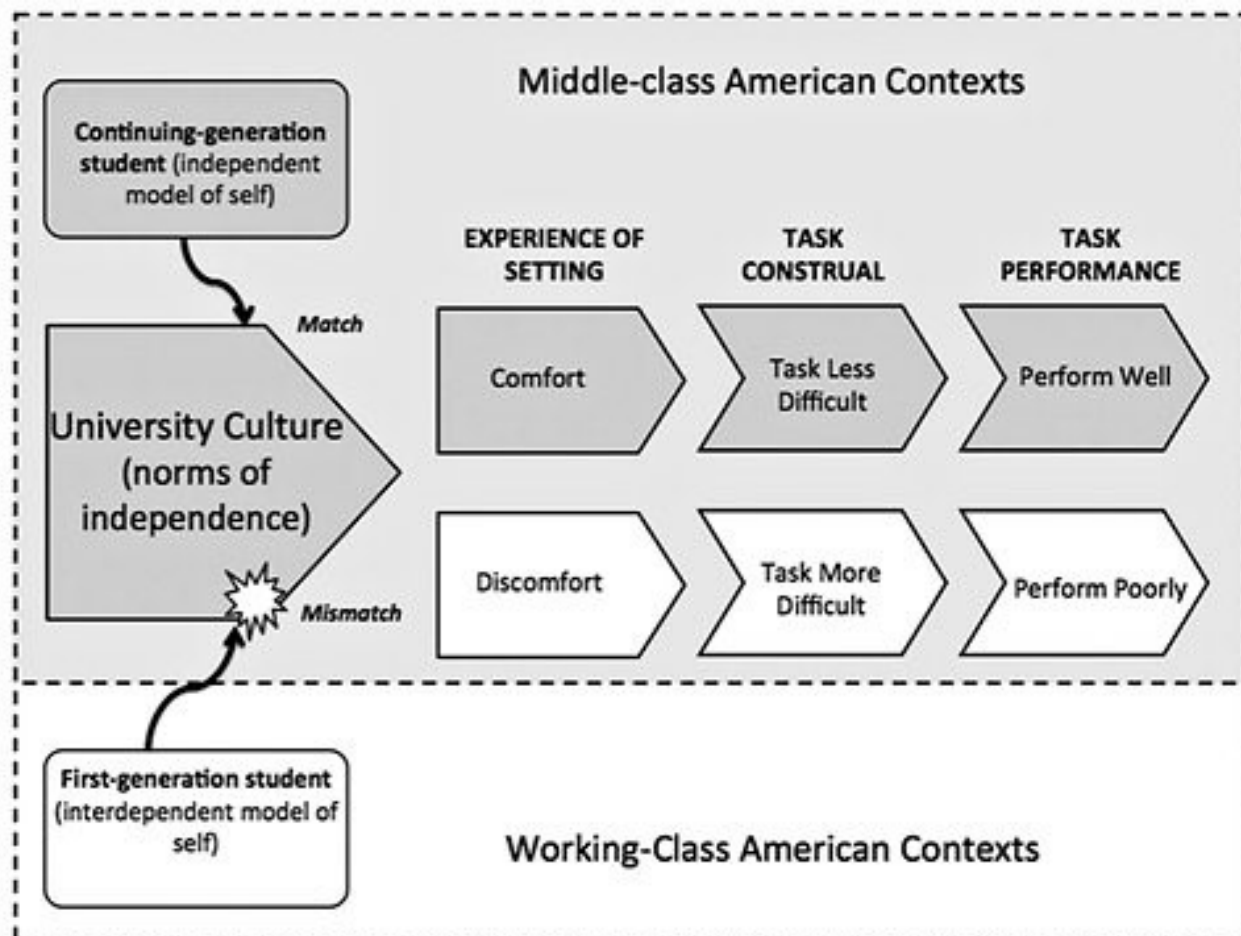 Middle-class American Contexts
Continuing-generation
student (independent
model of self)
EXPERIENCE OF
SETTING
TASK
CONSTRUAL
TASK
PERFORMANCE
Match
University Culture
(norms of
independence)
Mismatch
Comfort
Task Less
Difficult
Perform Well
Discomfort
Task More
Difficult
Perform Poorly
First-generation student
(interdependent model of
self)
Working-Class American Contexts